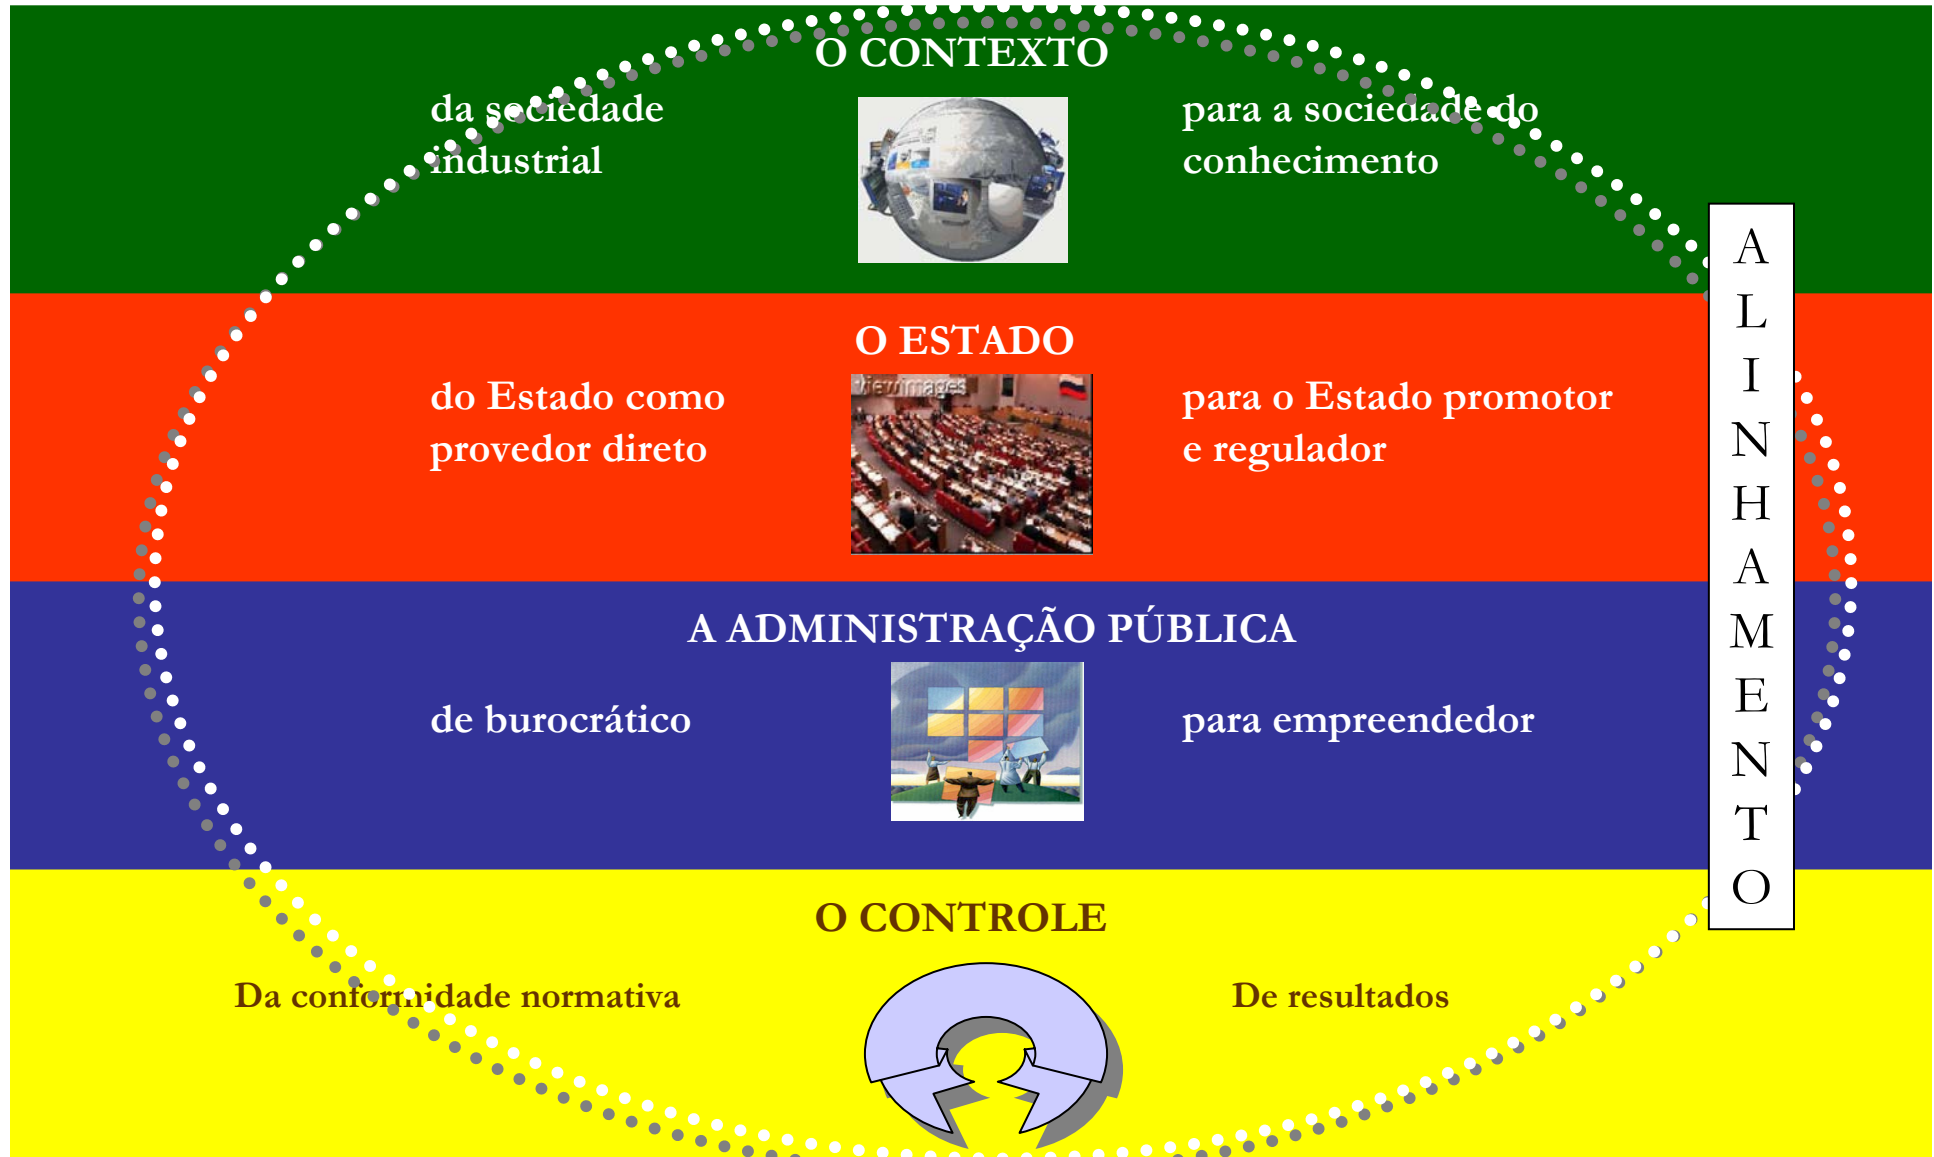 O CONTEXTO
da sociedade
industrial
para a sociedade do
conhecimento
O ESTADO
viewimages
do Estado como
provedor direto
para o Estado promotor
e regulador
A ADMINISTRAÇÃO PÚBLICA
de burocrático
para empreendedor
O CONTROLE
Da conformidade normativa
De resultados
A
L
I
N
H
A
M
E
N
T
O